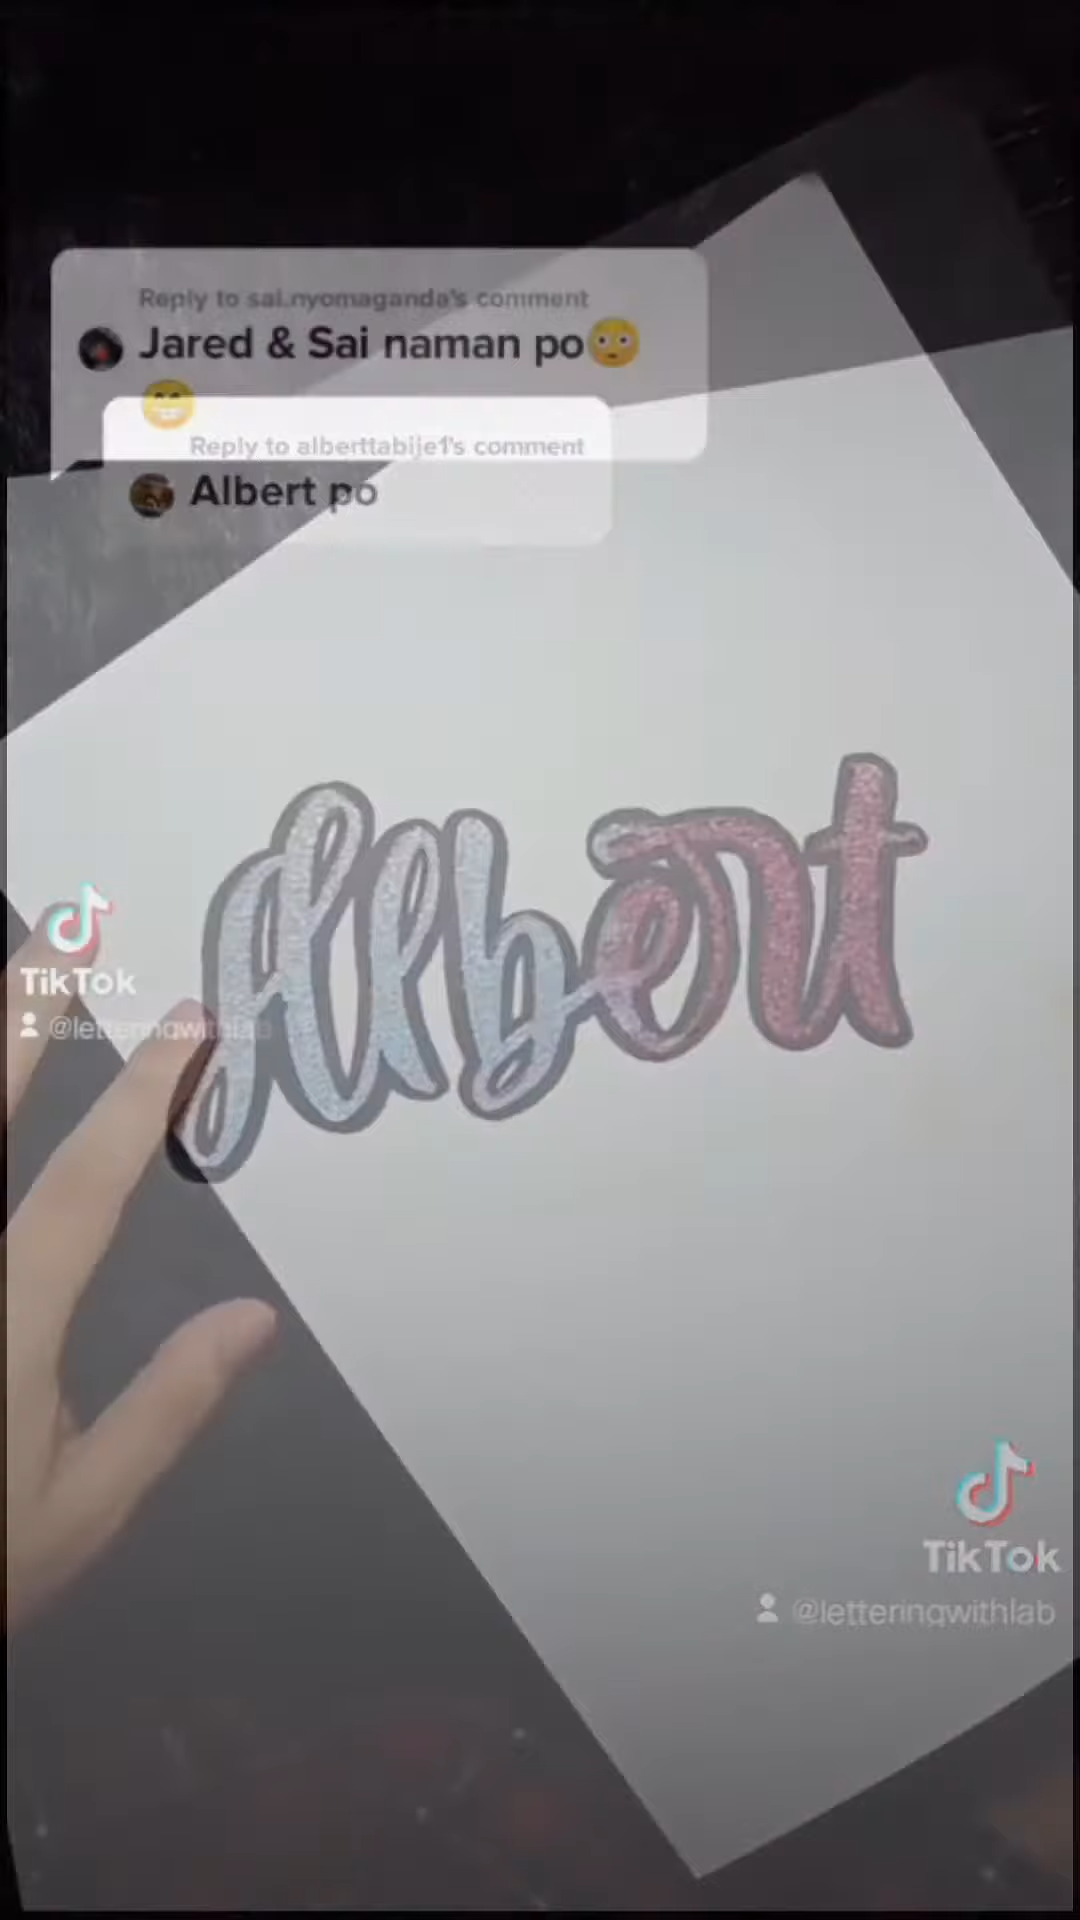 Reply to sai.nyomaganda's comment
Jared & Sai naman po😳
😁
Reply to alberttabije1's comment
Albert po
Albert
TikTok
@letteringwithlab
TikTok
@letteringwithlab